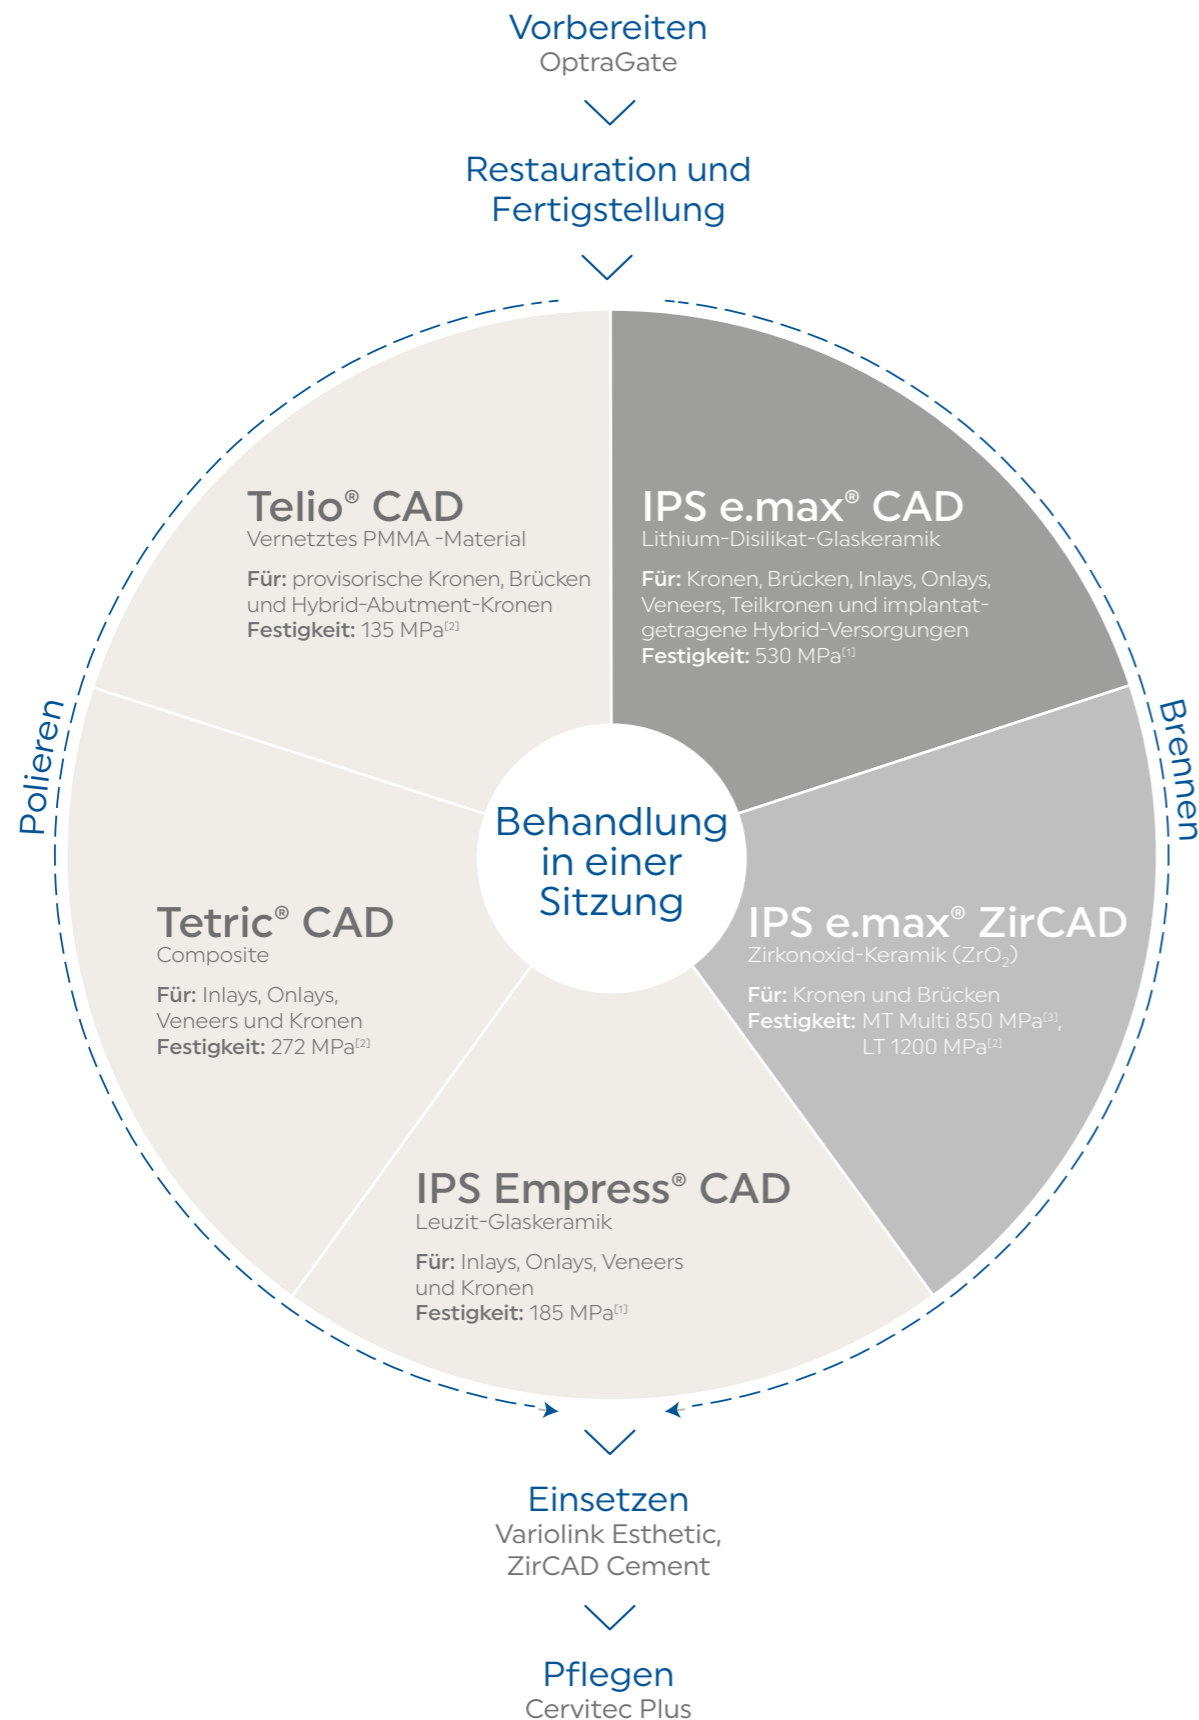 Vorbereiten
OptraGate
Restauration und
Fertigstellung
Telio® CAD
Vernetztes PMMA -Material
Für: provisorische Kronen, Brücken
und Hybrid-Abutment-Kronen
Festigkeit: 135 MPa[2]
IPS e.max® CAD
Lithium-Disilikat-Glaskeramik
Für: Kronen, Brücken, Inlays, Onlays,
Veneers, Teilkronen und implantat-
getragene Hybrid-Versorgungen
Festigkeit: 530 MPa[1]
Polieren
Brennen
Behandlung
in einer
Sitzung
Tetric® CAD
Composite
Für: Inlays, Onlays,
Veneers und Kronen
Festigkeit: 272 MPa[2]
IPS e.max® ZirCAD
Zirkonoxid-Keramik (ZrO₂)
Für: Kronen und Brücken
Festigkeit: MT Multi 850 MPa[3],
LT 1200 MPa[2]
IPS Empress® CAD
Leuzit-Glaskeramik
Für: Inlays, Onlays, Veneers
und Kronen
Festigkeit: 185 MPa[1]
Einsetzen
Variolink Esthetic,
ZirCAD Cement
Pflegen
Cervitec Plus